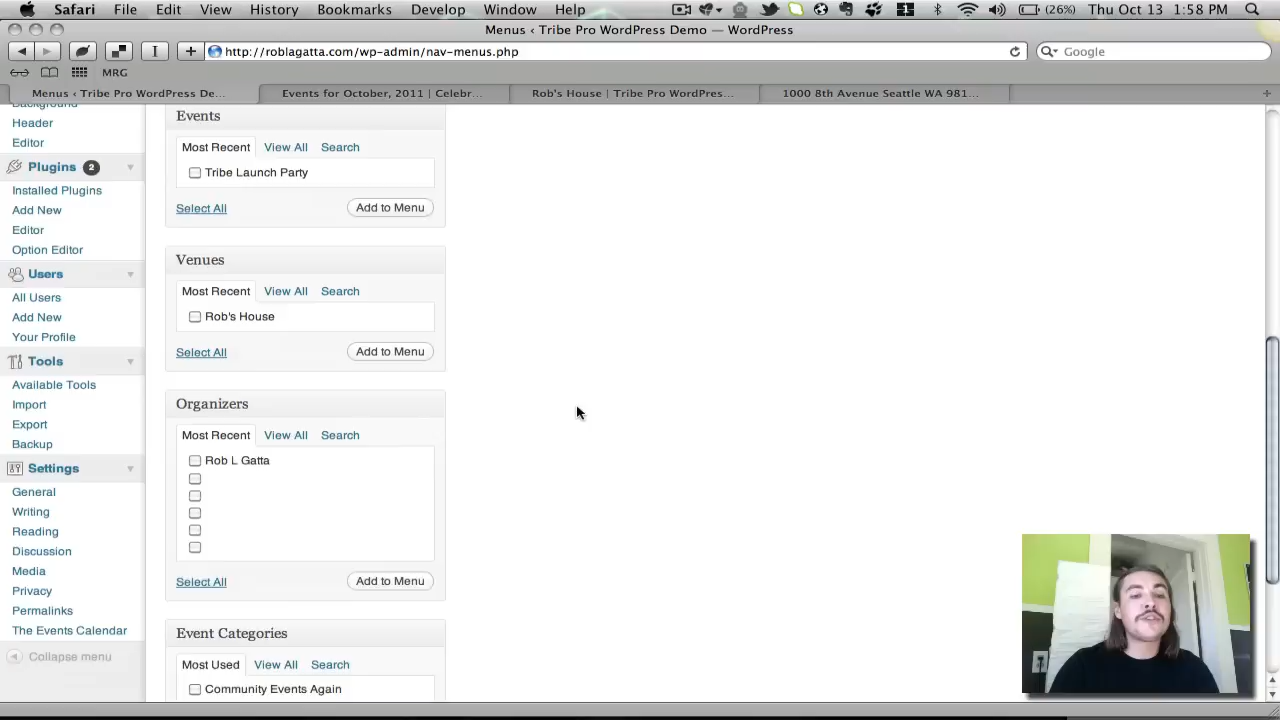 Safari File Edit View History Bookmarks Develop Window Help (26%) Thu Oct 13 1:58 PM
Menus ‹ Tribe Pro WordPress Demo — WordPress
http://roblagatta.com/wp-admin/nav-menus.php
Google
MRG
Menus ‹ Tribe Pro WordPress De...
Events for October, 2011 | Celebr...
Rob's House | Tribe Pro WordPres...
1000 8th Avenue Seattle WA 981...
Background
Header
Editor
Plugins 2
Installed Plugins
Add New
Editor
Option Editor
Users
All Users
Add New
Your Profile
Tools
Available Tools
Import
Export
Backup
Settings
General
Writing
Reading
Discussion
Media
Privacy
Permalinks
The Events Calendar
Collapse menu
Events
Most Recent View All Search
Tribe Launch Party
Select All Add to Menu
Venues
Most Recent View All Search
Rob's House
Select All Add to Menu
Organizers
Most Recent View All Search
Rob L Gatta
Select All Add to Menu
Event Categories
Most Used View All Search
Community Events Again